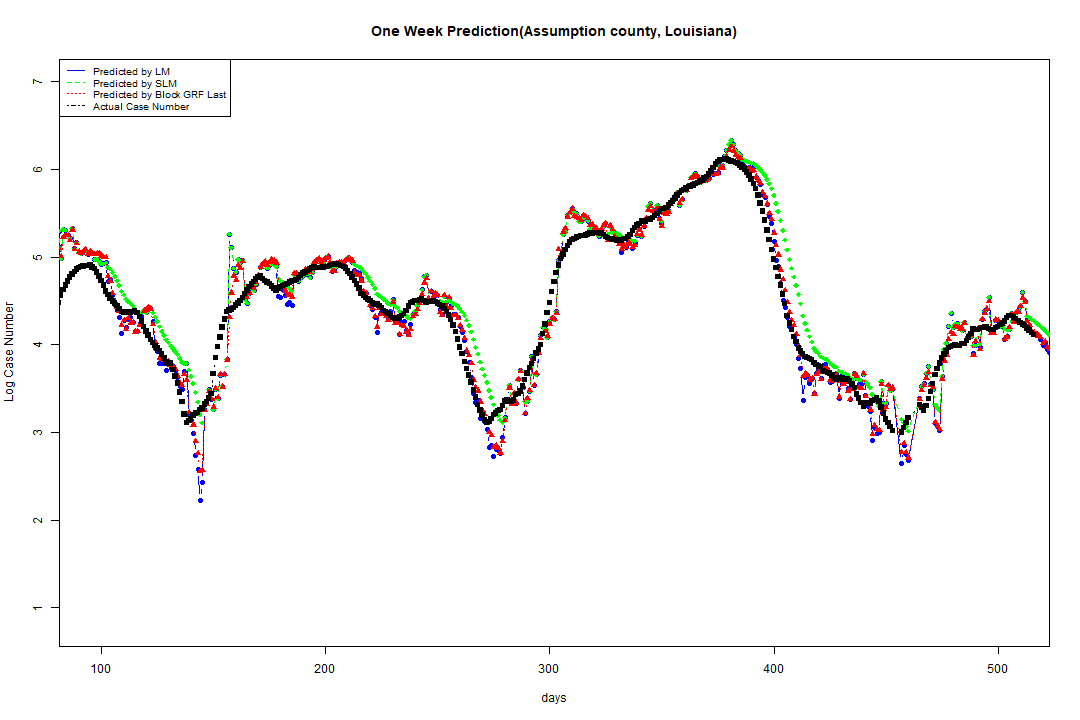 One Week Prediction(Assumption county, Louisiana)
Predicted by LM
Predicted by SLM
Predicted by Block GRF Last
Actual Case Number
7
6
5
4
3
2
1
Log Case Number
100 200 300 400 500
days